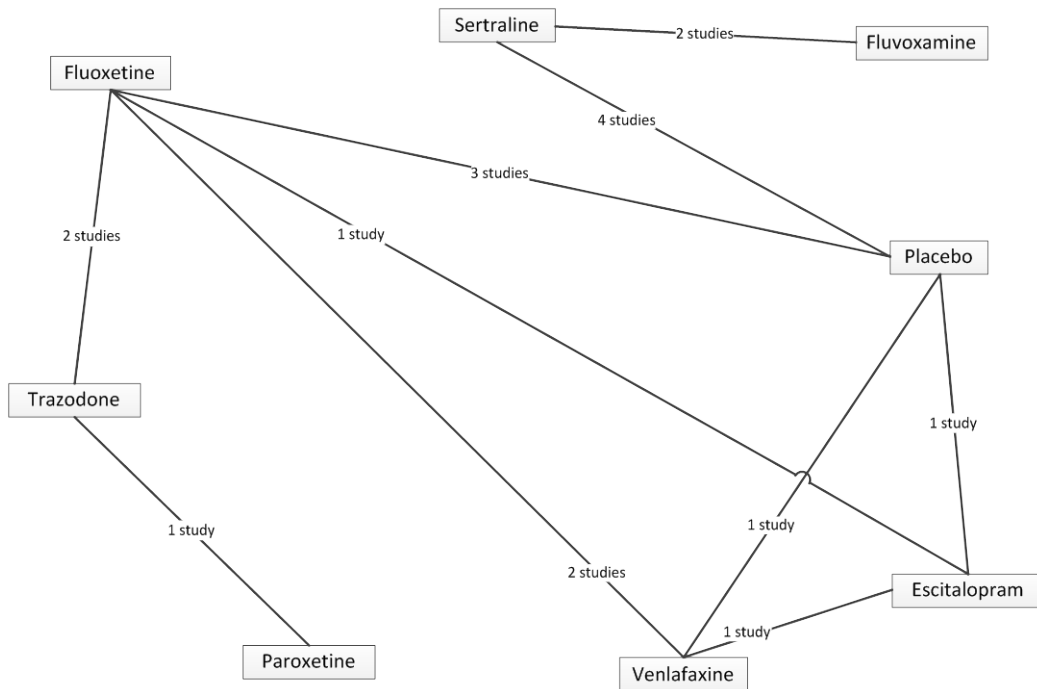 Sertraline
2 studies
Fluvoxamine
Fluoxetine
4 studies
3 studies
2 studies
1 study
Placebo
Trazodone
1 study
1 study
1 study
2 studies
Escitalopram
1 study
Paroxetine
Venlafaxine